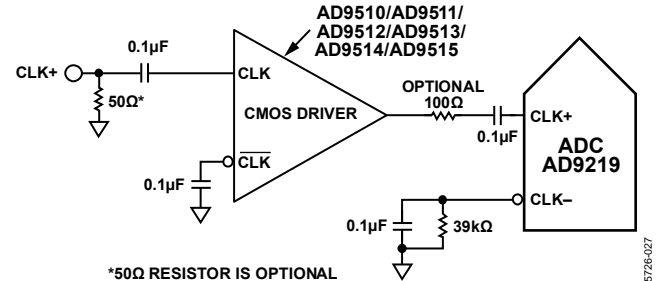 AD9510/AD9511/
AD9512/AD9513/
AD9514/AD9515
0.1µF
CLK+
50Ω*
CLK
CMOS DRIVER
CLK
0.1µF
OPTIONAL
100Ω
0.1µF
CLK+
ADC
AD9219
CLK–
0.1µF
39kΩ
*50Ω RESISTOR IS OPTIONAL
5726-027